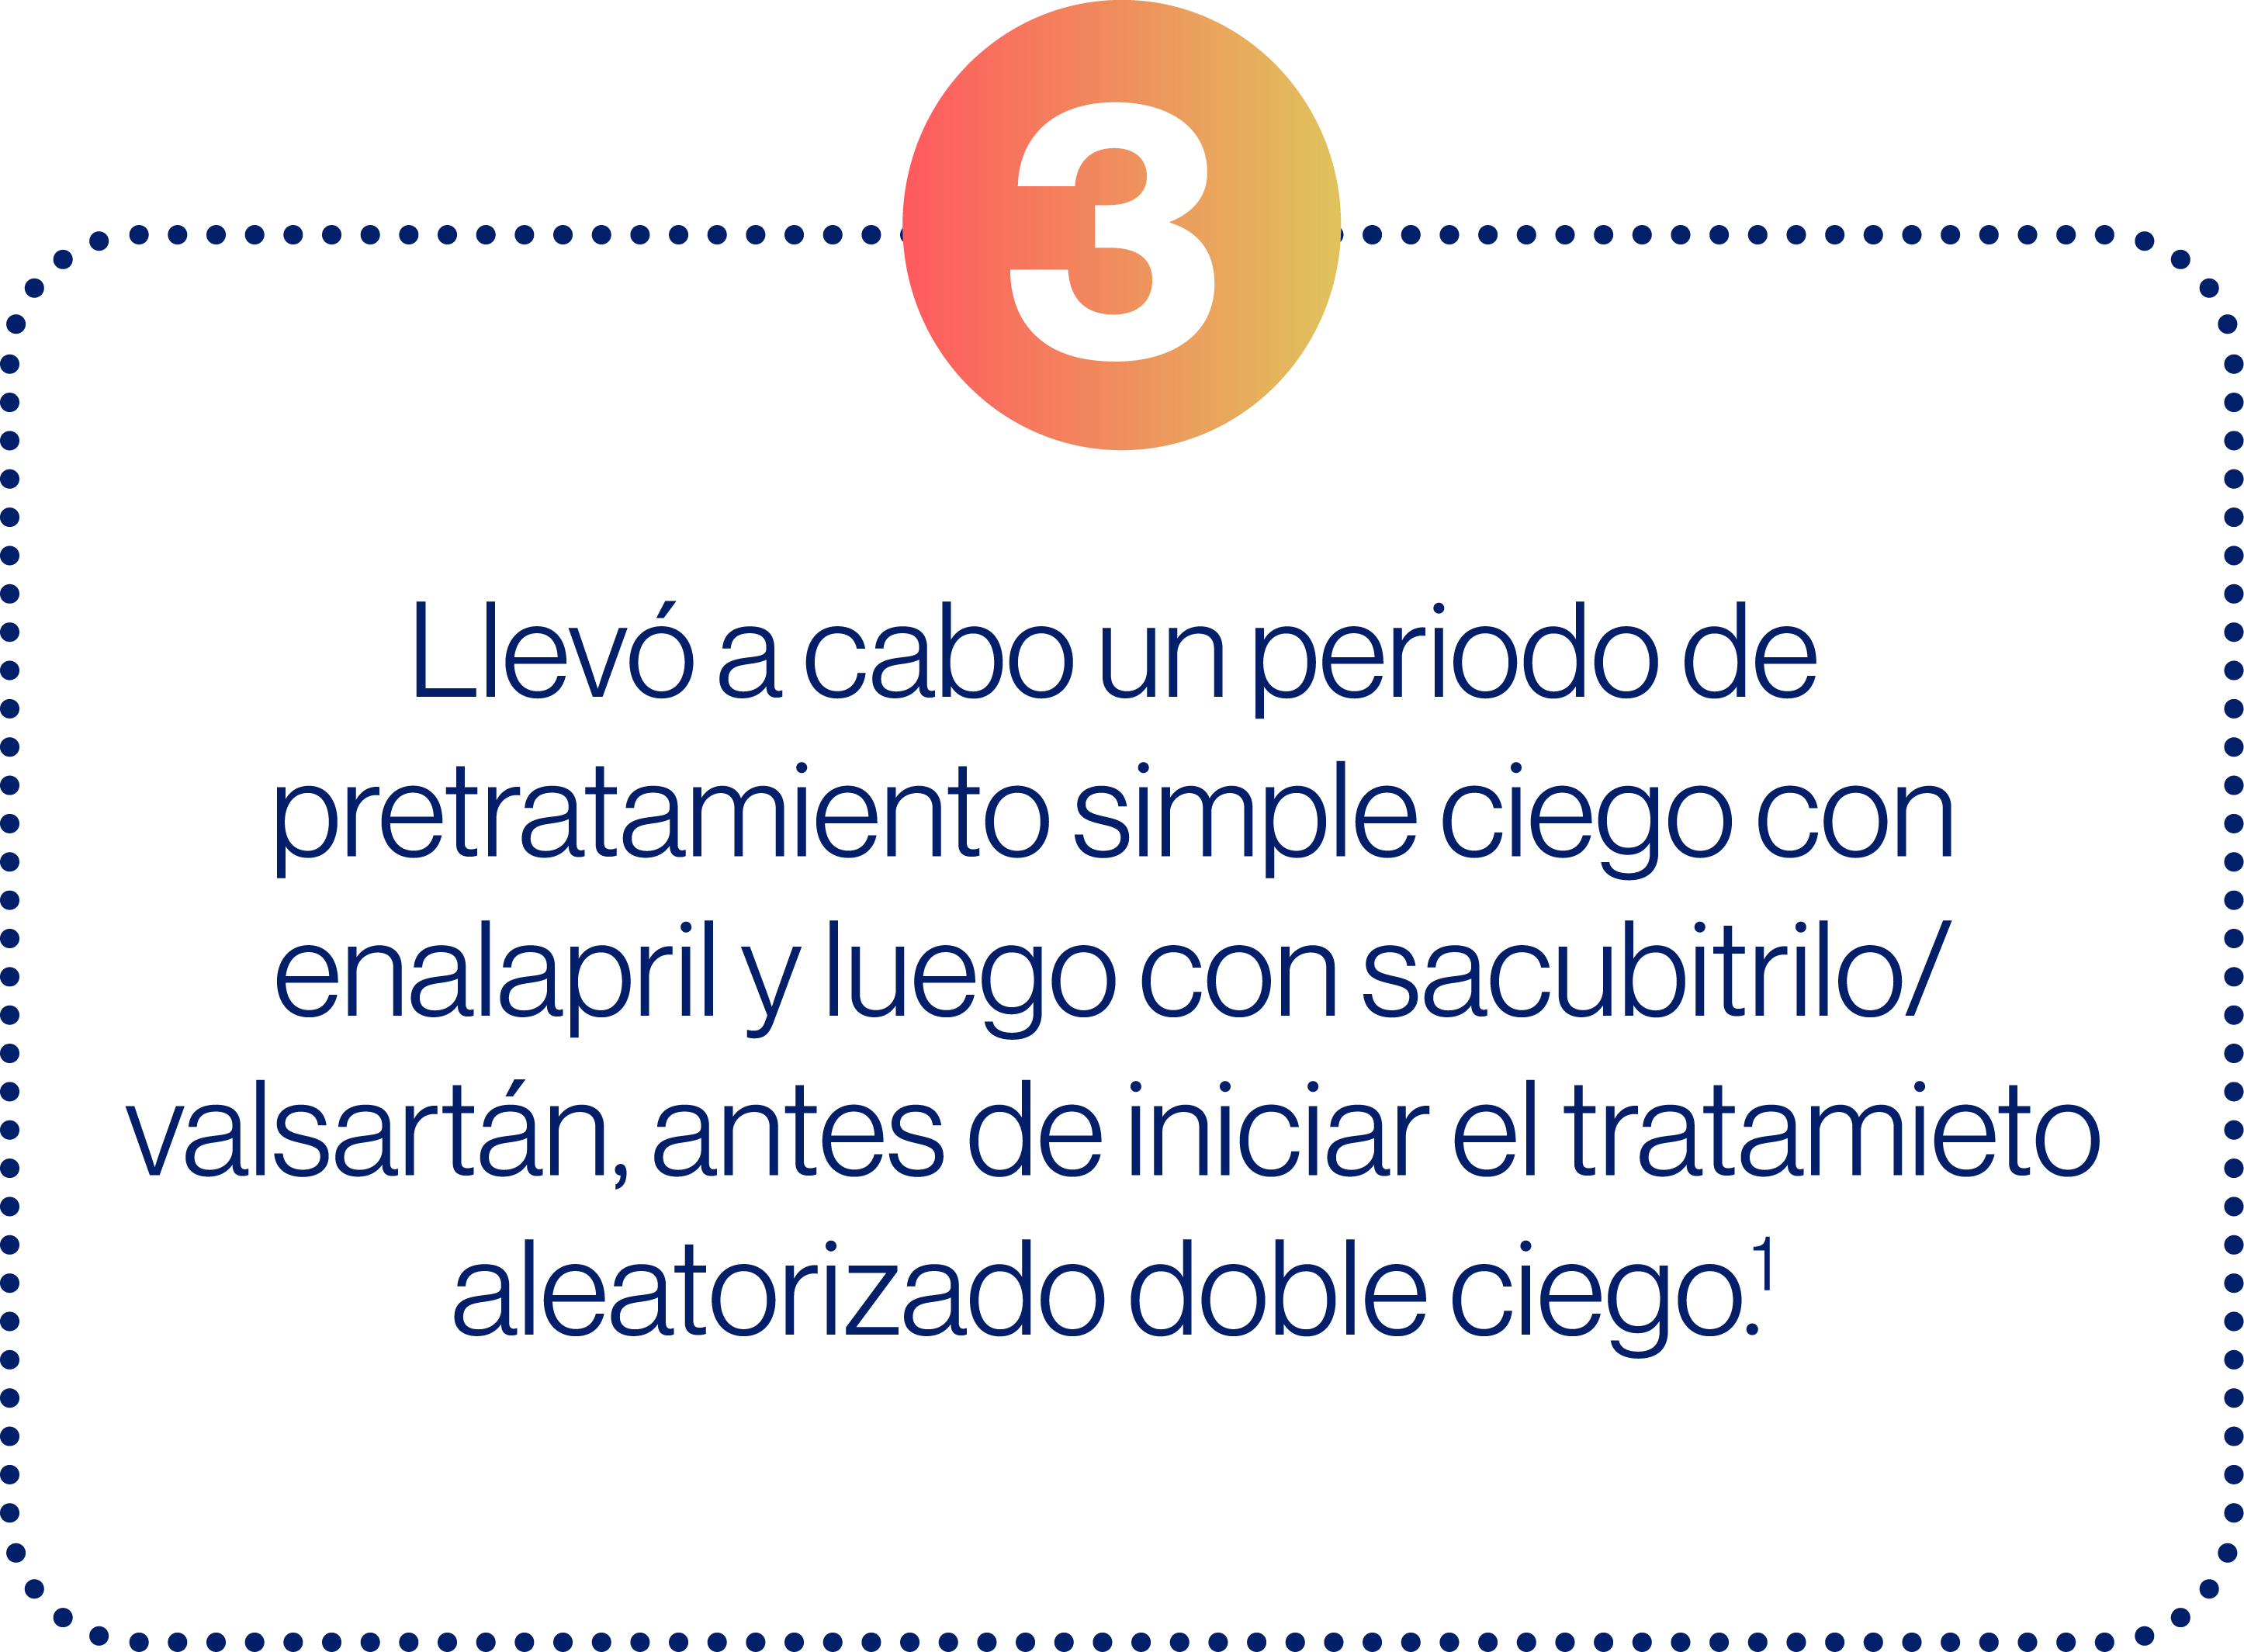 3
Llevó a cabo un periodo de
pretratamiento simple ciego con
enalapril y luego con sacubitrilo/
valsartán, antes de iniciar el tratamieto
aleatorizado doble ciego.¹